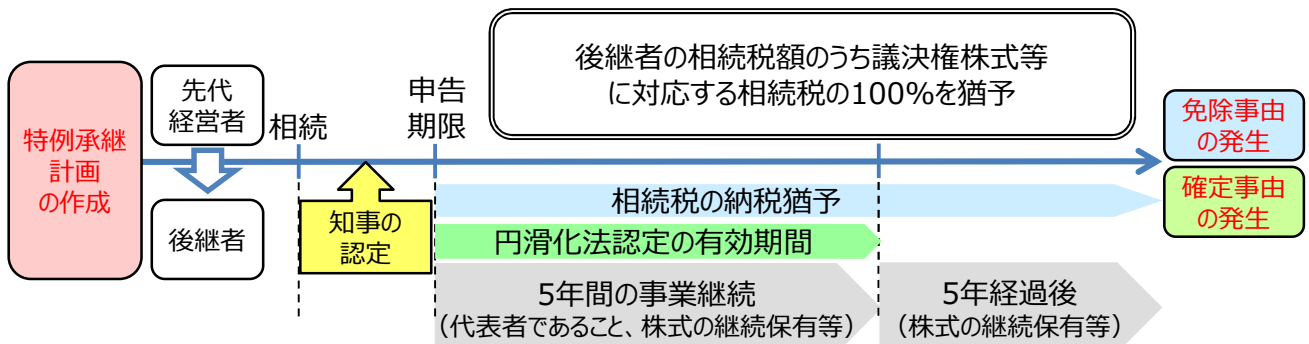 特例承継
計画
の作成
先代
経営者
後継者
相続
知事の
認定
申告
期限
後継者の相続税額のうち議決権株式等
に対応する相続税の100%を猶予
相続税の納税猶予
円滑化法認定の有効期間
5年間の事業継続
（代表者であること、株式の継続保有等）
5年経過後
（株式の継続保有等）
免除事由
の発生
確定事由
の発生